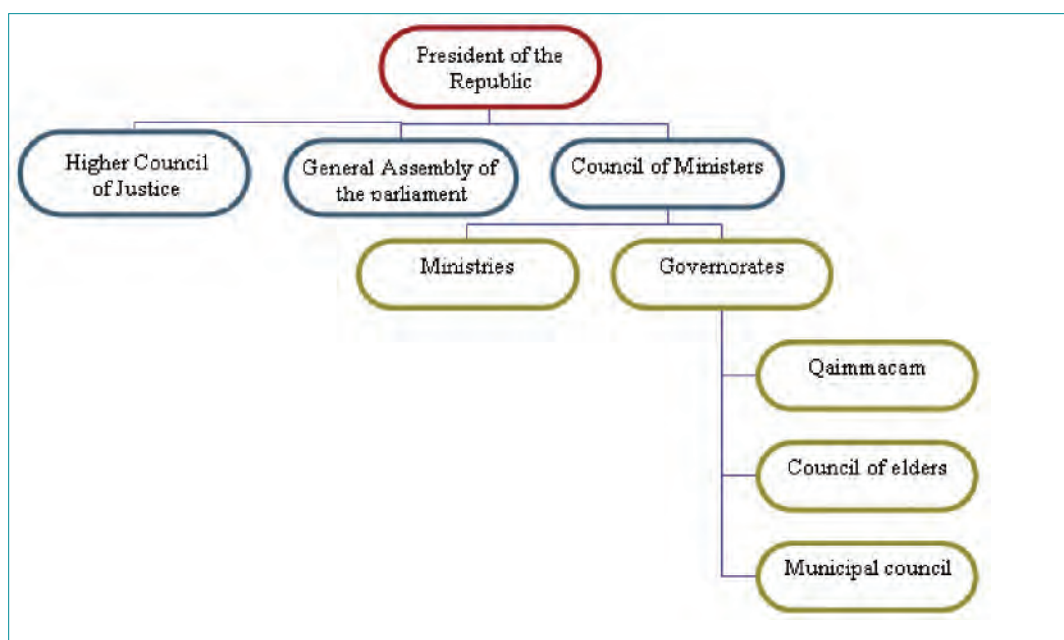 President of the
Republic
Higher Council
of Justice
General Assembly of
the parliament
Council of Ministers
Ministries
Governorates
Qaimmacam
Council of elders
Municipal council